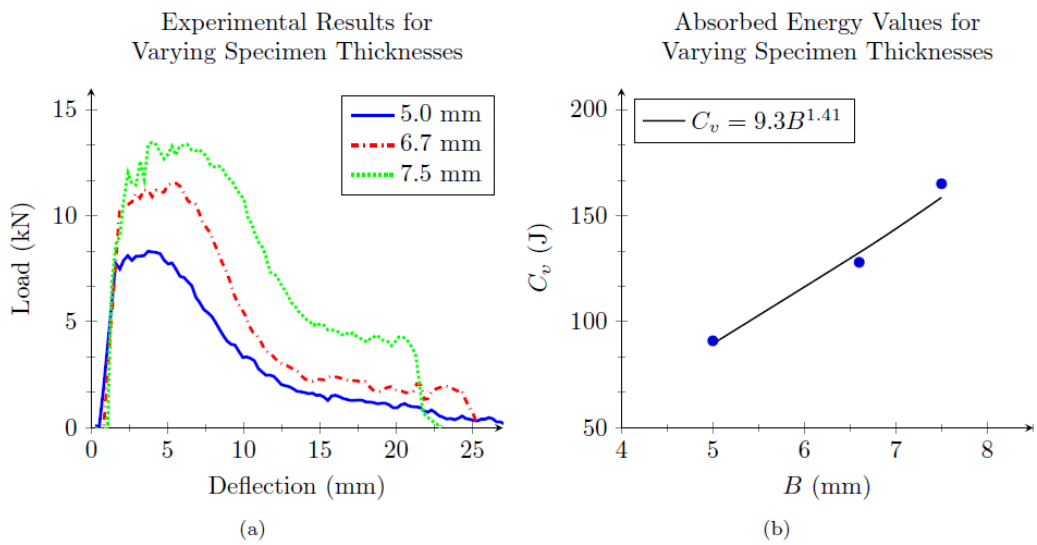 Experimental Results for
Varying Specimen Thicknesses
15
10
5
0
Load (kN)
5.0 mm
6.7 mm
7.5 mm
0 5 10 15 20 25
Deflection (mm)
(a)
Absorbed Energy Values for
Varying Specimen Thicknesses
200
150
100
50
C_v (J)
C_v = 9.3B^{1.41}
4 5 6 7 8
B (mm)
(b)